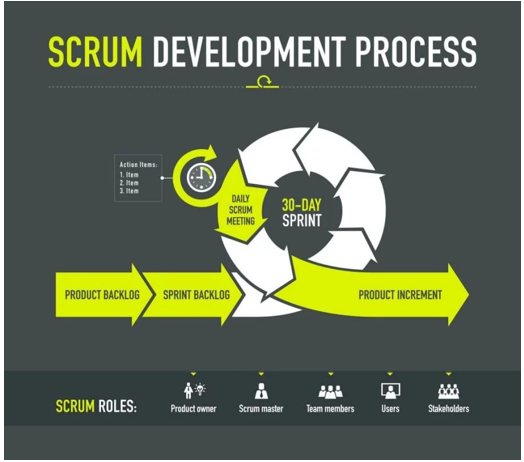 SCRUM DEVELOPMENT PROCESS
Action Items:
1. Item
2. Item
3. Item
DAILY
SCRUM
MEETING
30-DAY
SPRINT
PRODUCT BACKLOG
SPRINT BACKLOG
PRODUCT INCREMENT
SCRUM ROLES:
Product owner
Scrum master
Team members
Users
Stakeholders